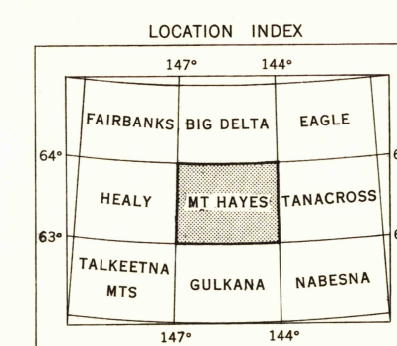 LOCATION INDEX
147° 144°
FAIRBANKS BIG DELTA EAGLE
64°
HEALY MT HAYES TANACROSS
63°
TALKEETNA
MTS GULKANA NABESNA
147° 144°